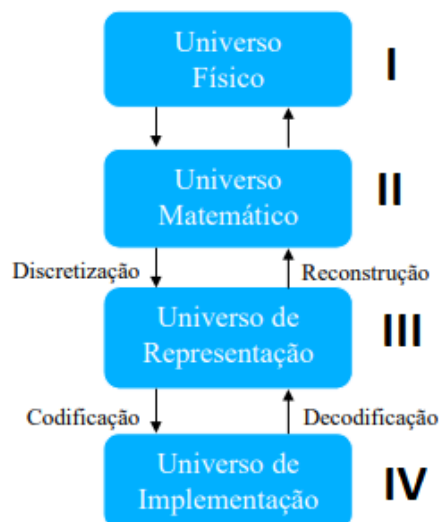 Universo
Físico
I
Universo
Matemático
II
Discretização
Reconstrução
Universo de
Representação
III
Codificação
Decodificação
Universo de
Implementação
IV